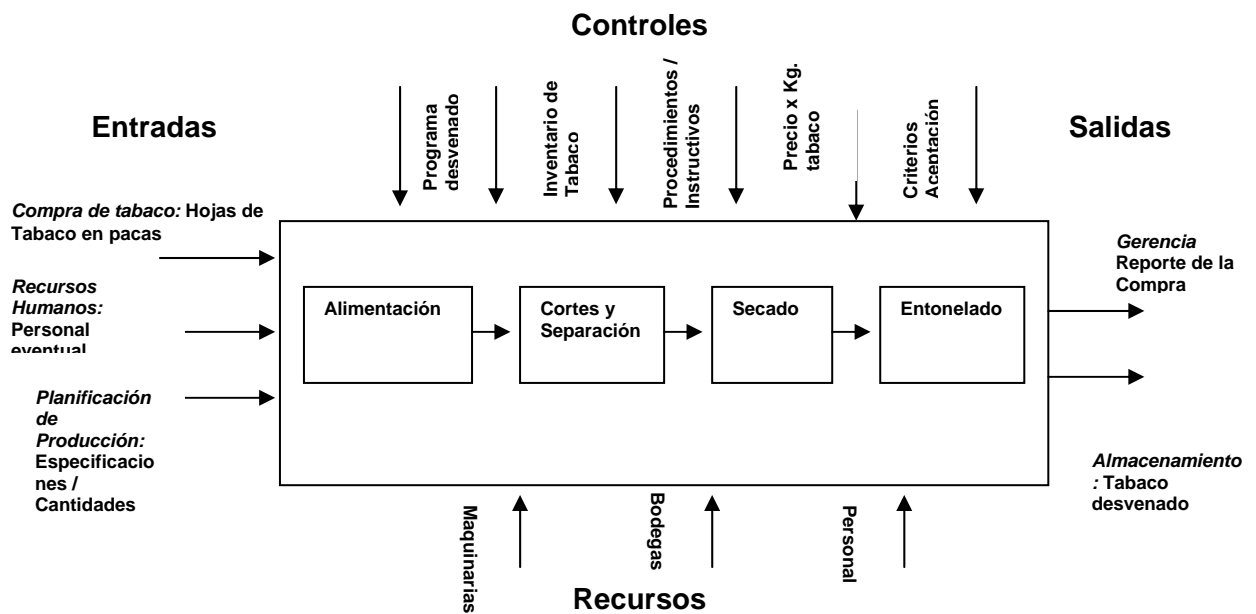 Controles
Entradas
Salidas
Programa
desvenado
Inventario de
Tabaco
Procedimientos /
Instructivos
Precio x Kg.
tabaco
Criterios
Aceptación
Compra de tabaco: Hojas de
Tabaco en pacas
Recursos
Humanos:
Personal
eventual
Planificación
de
Producción:
Especificacio
nes /
Cantidades
Alimentación
Cortes y
Separación
Secado
Entonelado
Gerencia
Reporte de la
Compra
Almacenamiento
: Tabaco
desvenado
Maquinarias
Bodegas
Personal
Recursos